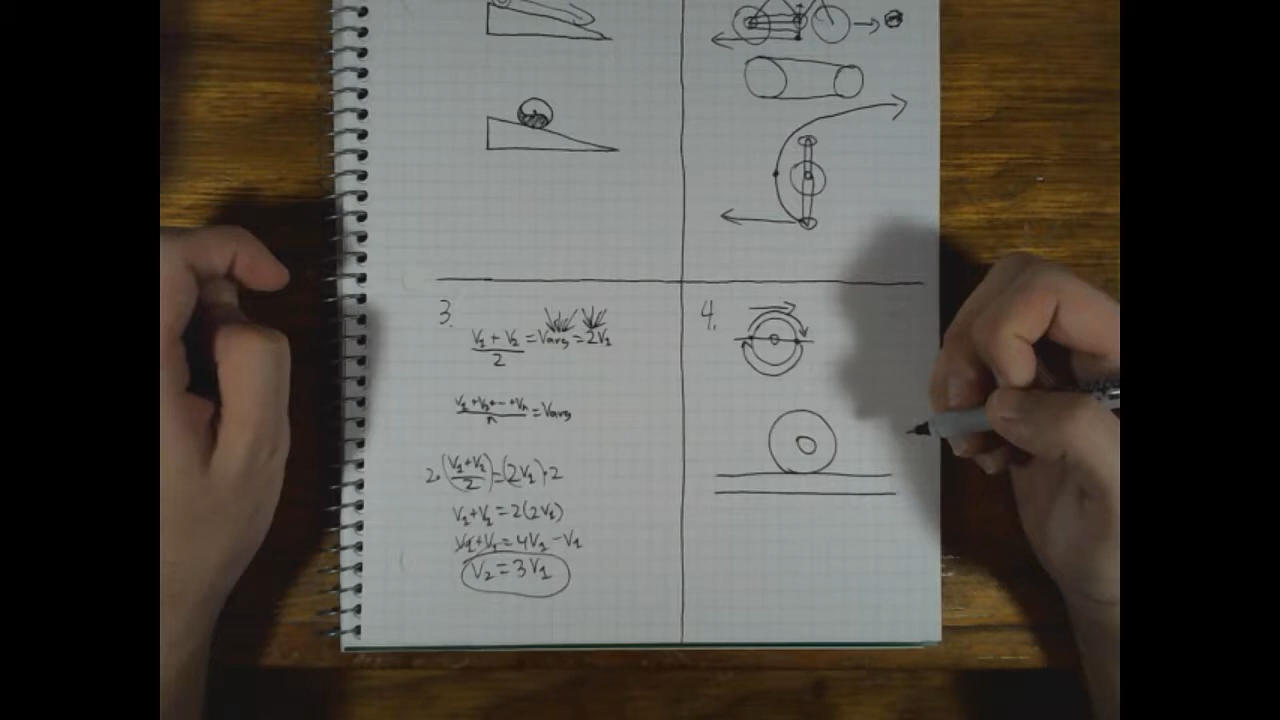 3.
(V₁ + V₂)/2 = Vavg = 2V₁
(V₁ + V₂ + ... + Vn)/n = Vavg
2·((V₁+V₂)/2) = (2V₁)·2
V₁+V₂ = 2(2V₁)
V₁+V₂ = 4V₁ - V₁
V₂ = 3V₁
4.